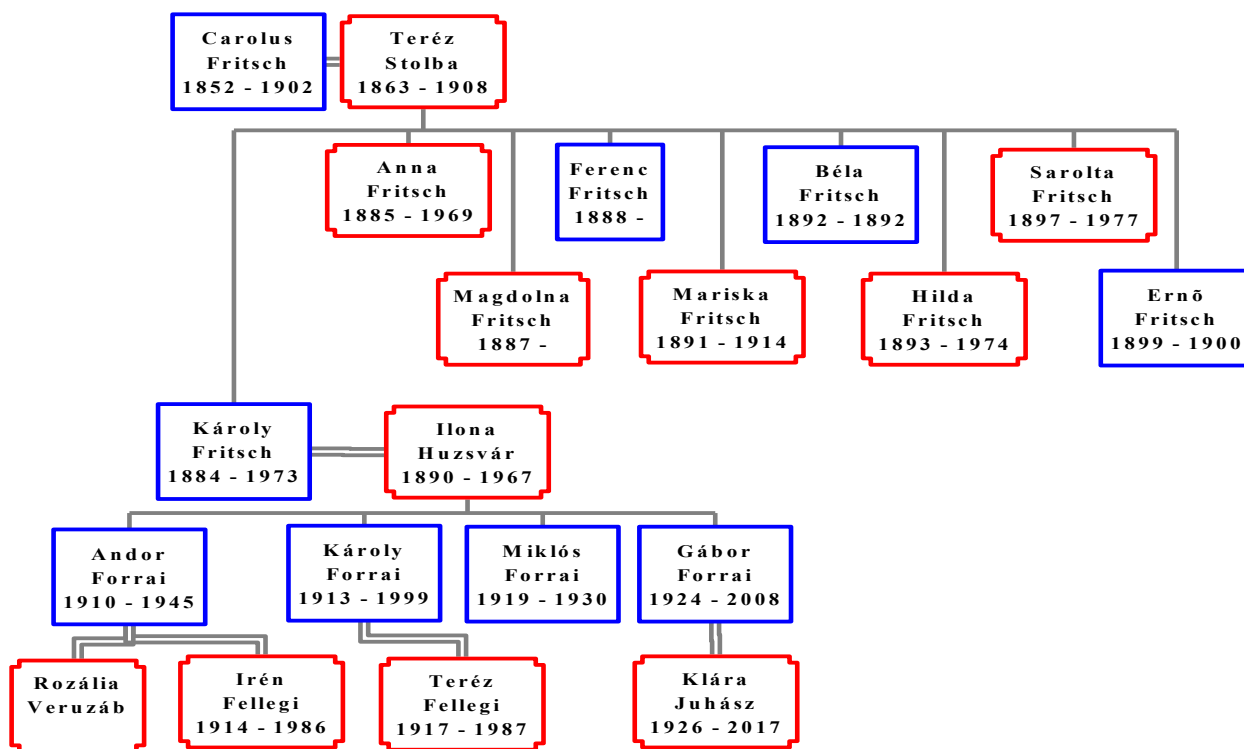 Carolus
Fritsch
1852 - 1902
Teréz
Stolba
1863 - 1908
Anna
Fritsch
1885 - 1969
Ferenc
Fritsch
1888 -
Béla
Fritsch
1892 - 1892
Sarolta
Fritsch
1897 - 1977
Magdolna
Fritsch
1887 -
Mariska
Fritsch
1891 - 1914
Hilda
Fritsch
1893 - 1974
Ernõ
Fritsch
1899 - 1900
Károly
Fritsch
1884 - 1973
Ilona
Huzsvár
1890 - 1967
Andor
Forrai
1910 - 1945
Károly
Forrai
1913 - 1999
Miklós
Forrai
1919 - 1930
Gábor
Forrai
1924 - 2008
Rozália
Veruzáb
Irén
Fellegi
1914 - 1986
Teréz
Fellegi
1917 - 1987
Klára
Juhász
1926 - 2017